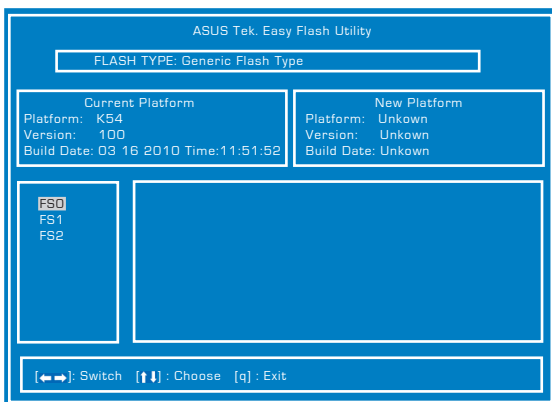 ASUS Tek. Easy Flash Utility
FLASH TYPE: Generic Flash Type
Current Platform
Platform: K54
Version: 100
Build Date: 03 16 2010 Time:11:51:52
New Platform
Platform: Unkown
Version: Unkown
Build Date: Unkown
FS0
FS1
FS2
[←→]: Switch [↑↓] : Choose [q] : Exit